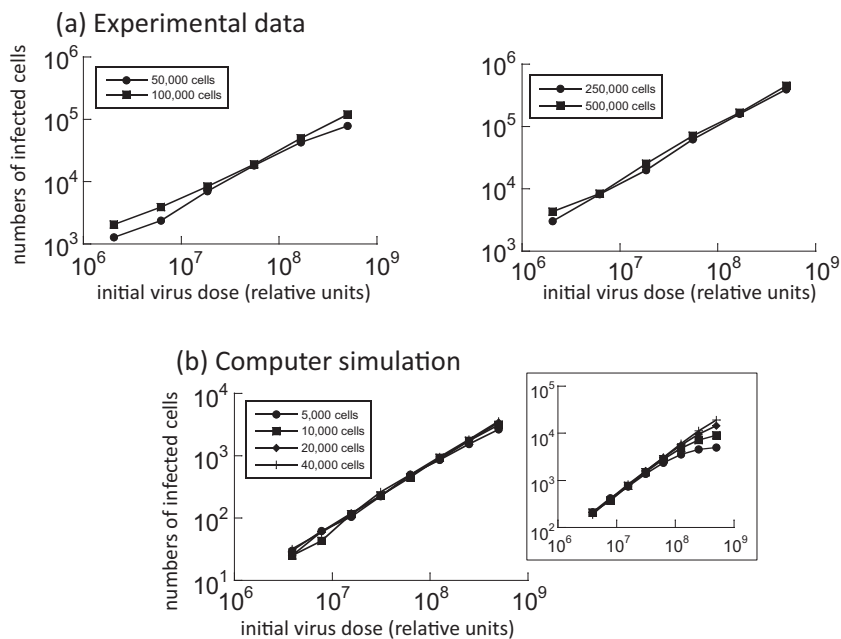 (a) Experimental data
numbers of infected cells
10^6
10^5
10^4
10^3
50,000 cells
100,000 cells
10^6 10^7 10^8 10^9
initial virus dose (relative units)
10^6
10^5
10^4
10^3
250,000 cells
500,000 cells
10^6 10^7 10^8 10^9
initial virus dose (relative units)
(b) Computer simulation
numbers of infected cells
10^4
10^3
10^2
10^1
5,000 cells
10,000 cells
20,000 cells
40,000 cells
10^6 10^7 10^8 10^9
initial virus dose (relative units)
10^5
10^4
10^3
10^2
10^6 10^7 10^8 10^9